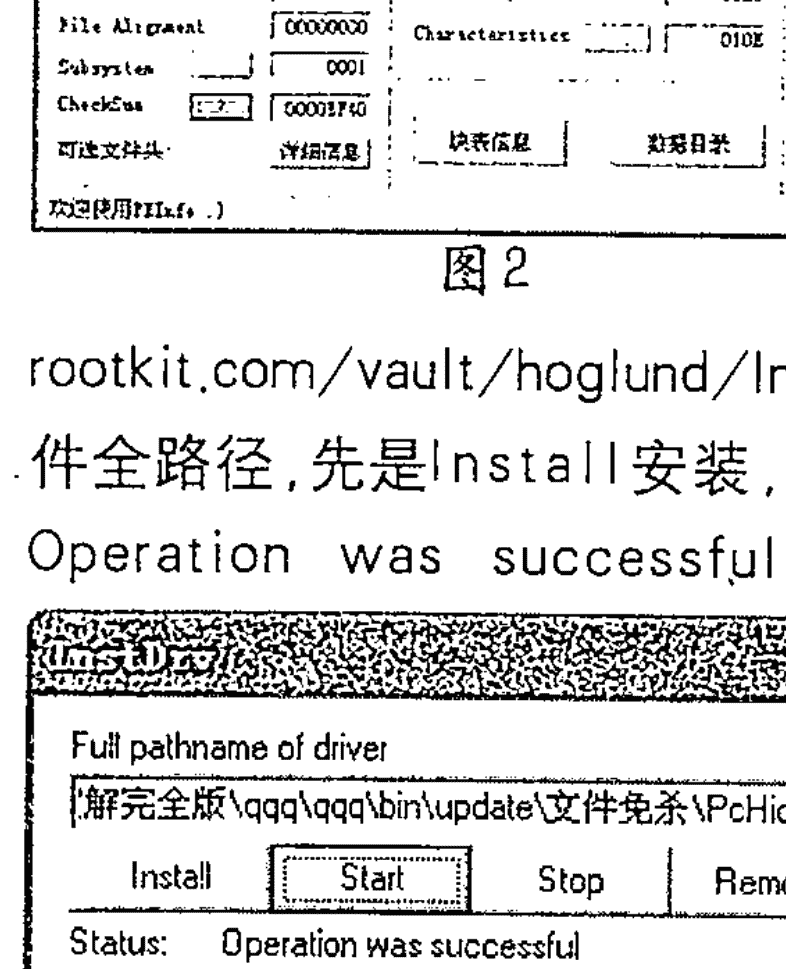 File Alignment 00000000
Characteristics 010E
Subsystem 0001
CheckSum
可选文件头: 详细信息
块表信息 数据目录
图2
rootkit.com/vault/hoglund/In
件全路径,先是Install安装,
Operation was successful
InstDrv
Full pathname of driver
解完全版\qqq\qqq\bin\update\文件免杀\PcHid
Install Start Stop Remo
Status: Operation was successful